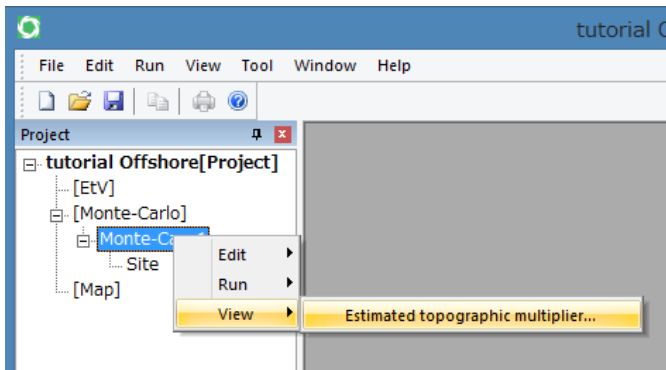 tutorial O
File Edit Run View Tool Window Help
Project
tutorial Offshore[Project]
[EtV]
[Monte-Carlo]
Edit
Site
Run
[Map]
View
Estimated topographic multiplier...